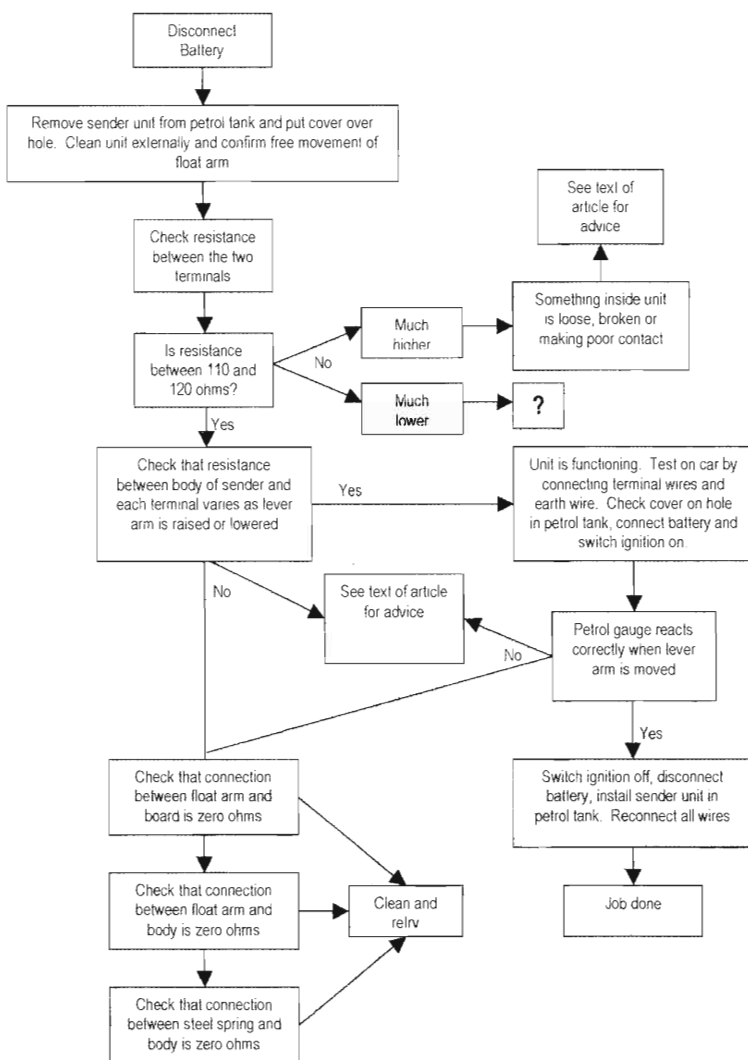 Disconnect
Battery
Remove sender unit from petrol tank and put cover over
hole. Clean unit externally and confirm free movement of
float arm
See text of
article for
advice
Check resistance
between the two
terminals
Something inside unit
is loose, broken or
making poor contact
Much
higher
Is resistance
between 110 and
120 ohms?
No
Much
lower
?
Yes
Check that resistance
between body of sender and
each terminal varies as lever
arm is raised or lowered
Yes
Unit is functioning. Test on car by
connecting terminal wires and
earth wire. Check cover on hole
in petrol tank, connect battery and
switch ignition on.
No
See text of article
for advice
Petrol gauge reacts
correctly when lever
arm is moved
No
Yes
Check that connection
between float arm and
board is zero ohms
Switch ignition off, disconnect
battery, install sender unit in
petrol tank. Reconnect all wires
Check that connection
between float arm and
body is zero ohms
Clean and
retry
Job done
Check that connection
between steel spring and
body is zero ohms